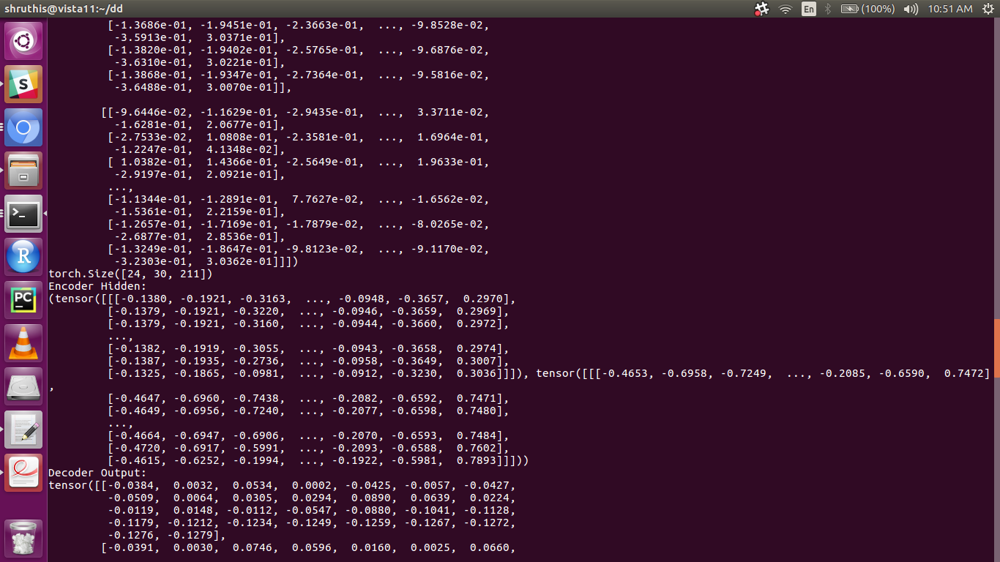 shruthis@vista11:~/dd En (100%) 10:51 AM
[-1.3686e-01, -1.9451e-01, -2.3663e-01, ..., -9.8528e-02,
-3.5913e-01, 3.0371e-01],
[-1.3820e-01, -1.9402e-01, -2.5765e-01, ..., -9.6876e-02,
-3.6310e-01, 3.0221e-01],
[-1.3868e-01, -1.9347e-01, -2.7364e-01, ..., -9.5816e-02,
-3.6488e-01, 3.0070e-01]],
[[-9.6446e-02, -1.1629e-01, -2.9435e-01, ..., 3.3711e-02,
-1.6281e-01, 2.0677e-01],
[-2.7533e-02, 1.0808e-01, -2.3581e-01, ..., 1.6964e-01,
-1.2247e-01, 4.1348e-02],
[ 1.0382e-01, 1.4366e-01, -2.5649e-01, ..., 1.9633e-01,
-2.9197e-01, 2.0921e-01],
...,
[-1.1344e-01, -1.2891e-01, 7.7627e-02, ..., -1.6562e-02,
-1.5361e-01, 2.2159e-01],
[-1.2657e-01, -1.7169e-01, -1.7879e-02, ..., -8.0265e-02,
-2.6877e-01, 2.8536e-01],
[-1.3249e-01, -1.8647e-01, -9.8123e-02, ..., -9.1170e-02,
-3.2303e-01, 3.0362e-01]]])
torch.Size([24, 30, 211])
Encoder Hidden:
(tensor([[[-0.1380, -0.1921, -0.3163, ..., -0.0948, -0.3657, 0.2970],
[-0.1379, -0.1921, -0.3220, ..., -0.0946, -0.3659, 0.2969],
[-0.1379, -0.1921, -0.3160, ..., -0.0944, -0.3660, 0.2972],
...,
[-0.1382, -0.1919, -0.3055, ..., -0.0943, -0.3658, 0.2974],
[-0.1387, -0.1935, -0.2736, ..., -0.0958, -0.3649, 0.3007],
[-0.1325, -0.1865, -0.0981, ..., -0.0912, -0.3230, 0.3036]]]), tensor([[[-0.4653, -0.6958, -0.7249, ..., -0.2085, -0.6590, 0.7472]
,
[-0.4647, -0.6960, -0.7438, ..., -0.2082, -0.6592, 0.7471],
[-0.4649, -0.6956, -0.7240, ..., -0.2077, -0.6598, 0.7480],
...,
[-0.4664, -0.6947, -0.6906, ..., -0.2070, -0.6593, 0.7484],
[-0.4720, -0.6917, -0.5991, ..., -0.2093, -0.6588, 0.7602],
[-0.4615, -0.6252, -0.1994, ..., -0.1922, -0.5981, 0.7893]]]))
Decoder Output:
tensor([[-0.0384, 0.0032, 0.0534, 0.0002, -0.0425, -0.0057, -0.0427,
-0.0509, 0.0064, 0.0305, 0.0294, 0.0890, 0.0639, 0.0224,
-0.0119, 0.0148, -0.0112, -0.0547, -0.0880, -0.1041, -0.1128,
-0.1179, -0.1212, -0.1234, -0.1249, -0.1259, -0.1267, -0.1272,
-0.1276, -0.1279],
[-0.0391, 0.0030, 0.0746, 0.0596, 0.0160, 0.0025, 0.0660,
S
R
PC